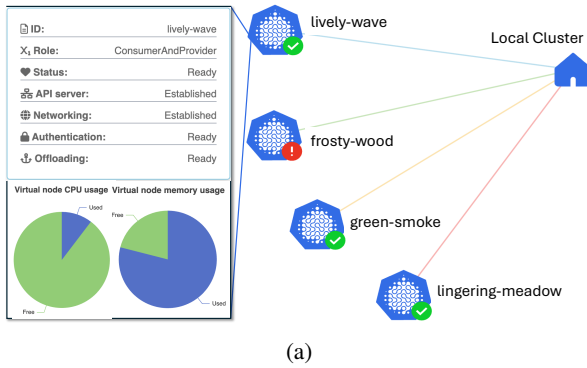 ID: lively-wave
Role: ConsumerAndProvider
Status: Ready
API server: Established
Networking: Established
Authentication: Ready
Offloading: Ready
Virtual node CPU usage Virtual node memory usage
Used
Free
Free
Used
lively-wave
Local Cluster
frosty-wood
green-smoke
lingering-meadow
(a)